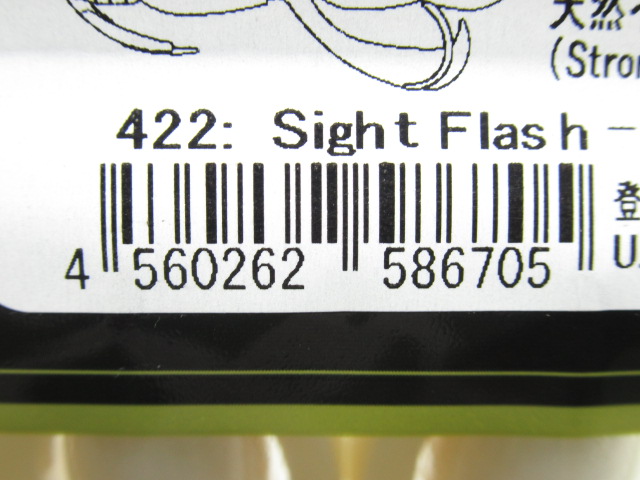 天然
(Stron
422: Sight Flash -
登
4 560262 586705
U.